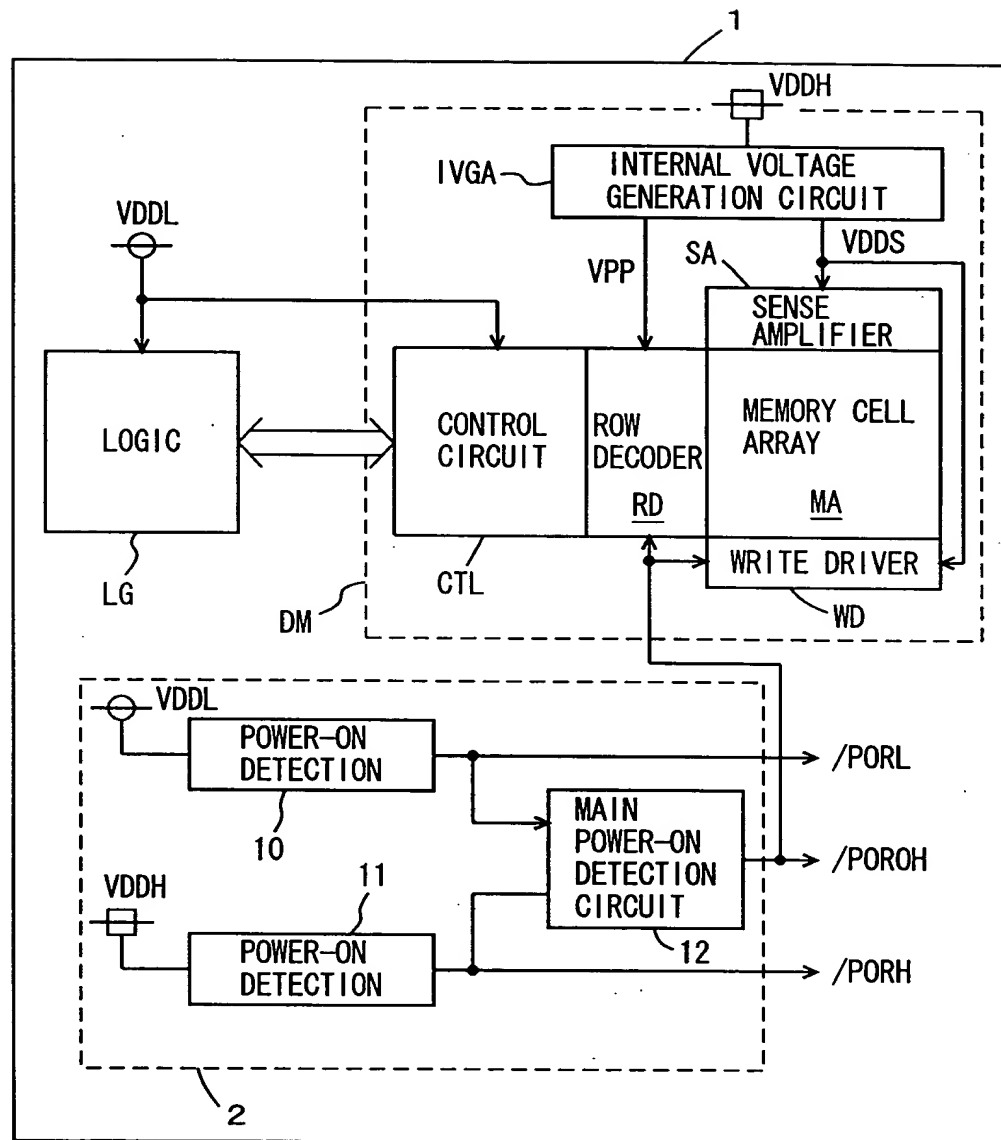 1
VDDH
IVGA
INTERNAL VOLTAGE
GENERATION CIRCUIT
VDDL
VPP
SA
VDDS
SENSE
AMPLIFIER
LOGIC
CONTROL
CIRCUIT
ROW
DECODER
RD
MEMORY CELL
ARRAY
MA
WRITE DRIVER
LG
CTL
DM
WD
VDDL
POWER-ON
DETECTION
10
/PORL
MAIN
POWER-ON
DETECTION
CIRCUIT
12
/POROH
VDDH
11
POWER-ON
DETECTION
/PORH
2